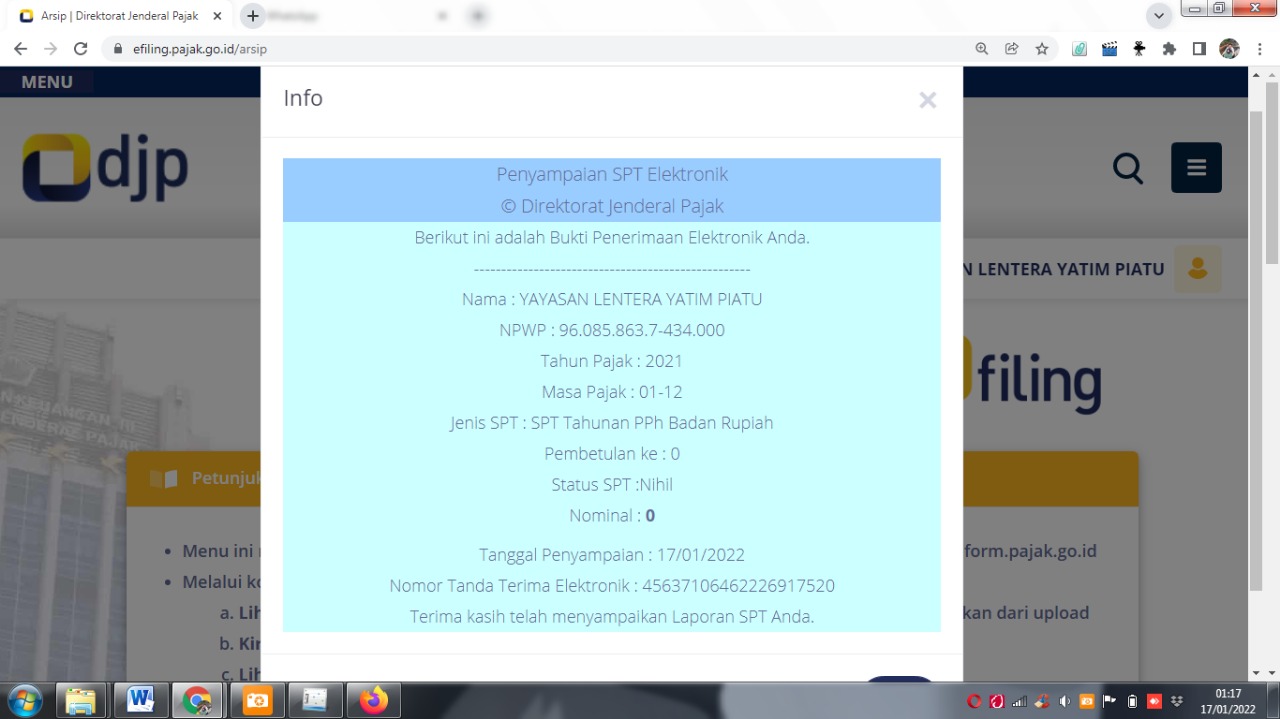 Arsip | Direktorat Jenderal Pajak
WhatsApp
efiling.pajak.go.id/arsip
MENU
Info
djp
Penyampaian SPT Elektronik
© Direktorat Jenderal Pajak
Berikut ini adalah Bukti Penerimaan Elektronik Anda.
----------------------------------------------------
N LENTERA YATIM PIATU
Nama : YAYASAN LENTERA YATIM PIATU
NPWP : 96.085.863.7-434.000
Tahun Pajak : 2021
Masa Pajak : 01-12
filing
Jenis SPT : SPT Tahunan PPh Badan Rupiah
Pembetulan ke : 0
Petunjuk
Status SPT :Nihil
Nominal : 0
Menu ini
form.pajak.go.id
Tanggal Penyampaian : 17/01/2022
Melalui ko
Nomor Tanda Terima Elektronik : 45637106462226917520
a. Lih
kan dari upload
Terima kasih telah menyampaikan Laporan SPT Anda.
b. Kir
c. Lih
01:17
17/01/2022